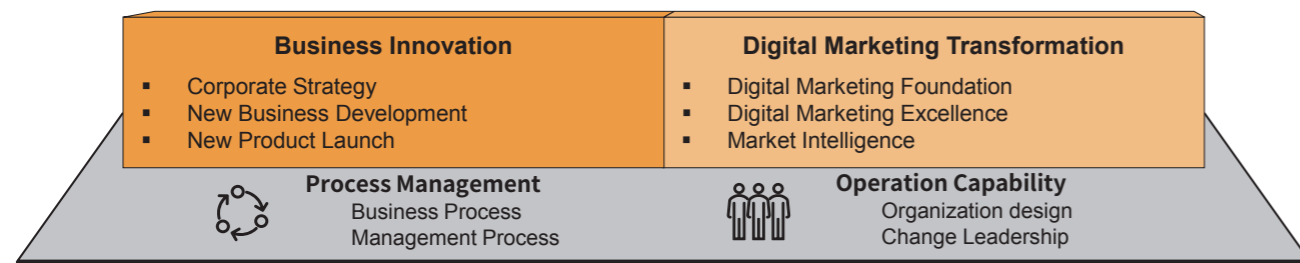 Business Innovation
▪ Corporate Strategy
▪ New Business Development
▪ New Product Launch
Digital Marketing Transformation
▪ Digital Marketing Foundation
▪ Digital Marketing Excellence
▪ Market Intelligence
Process Management
Business Process
Management Process
Operation Capability
Organization design
Change Leadership